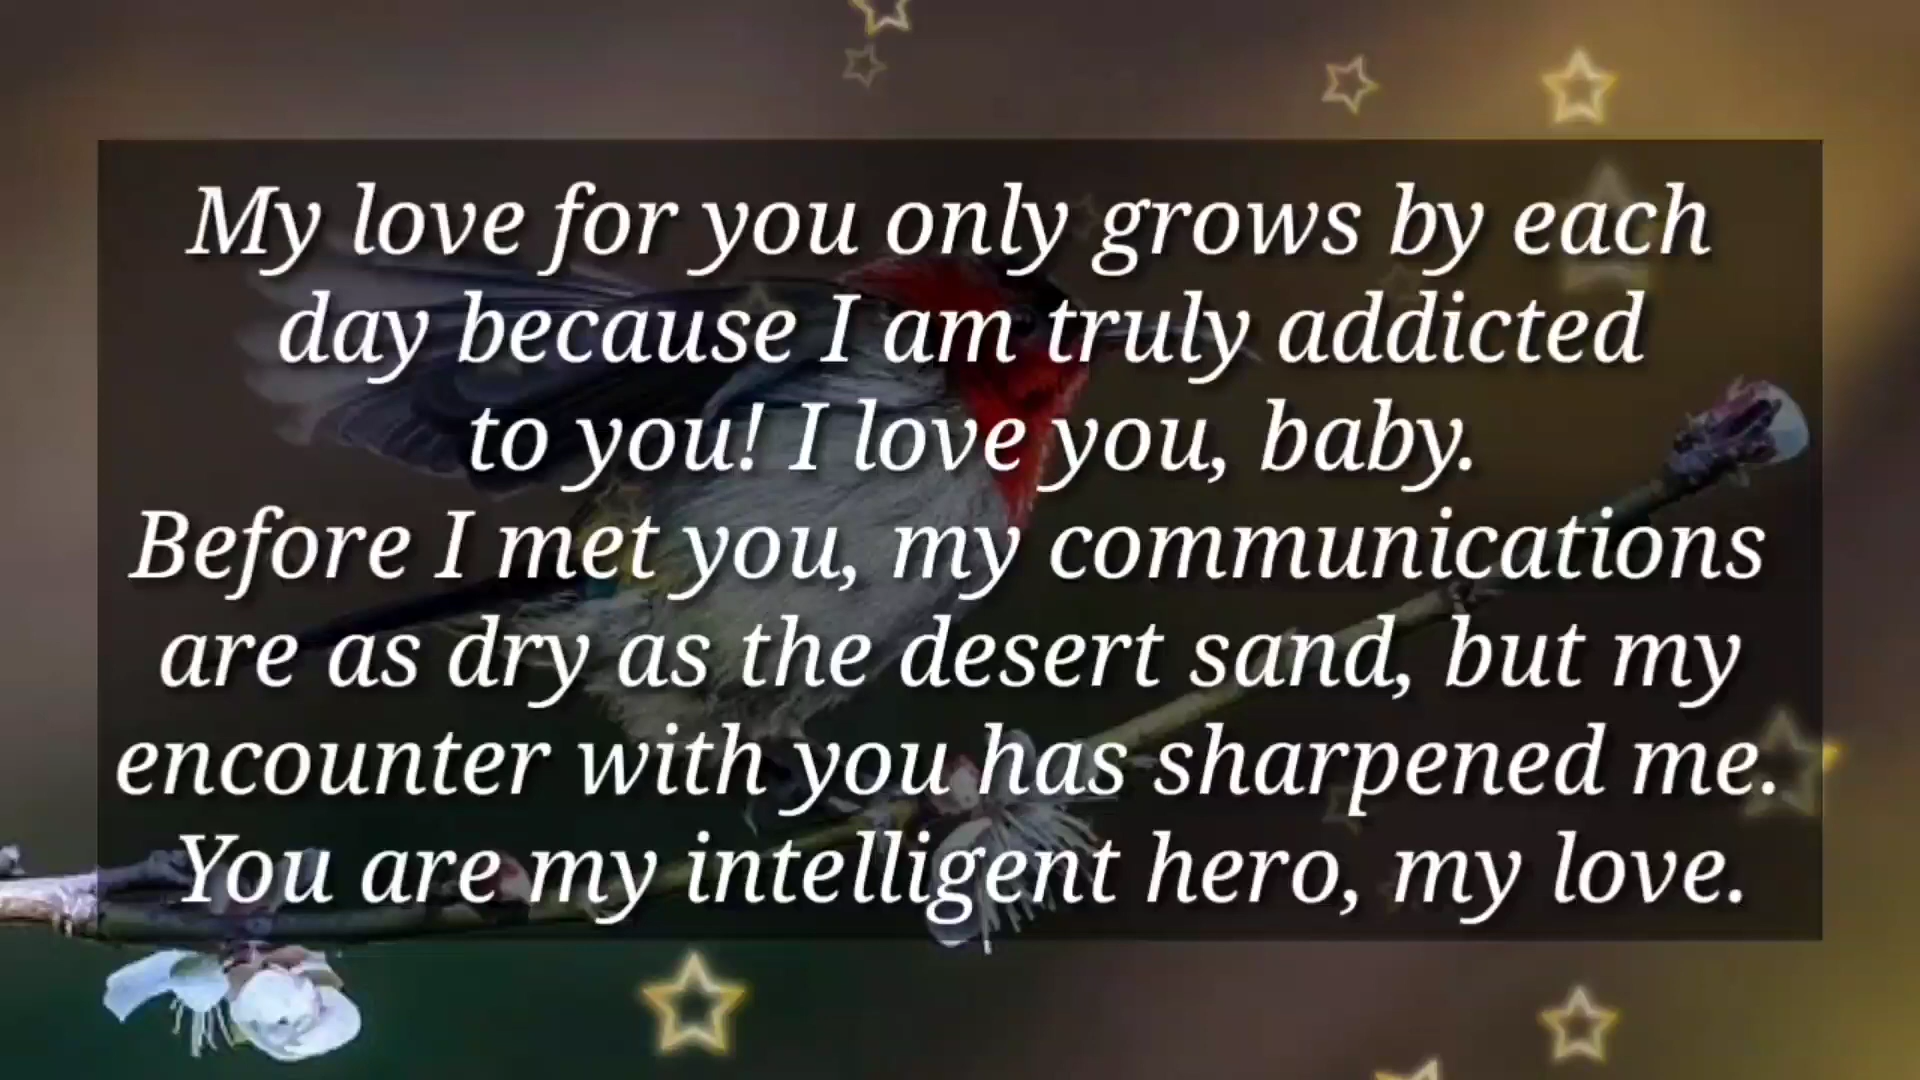 My love for you only grows by each
day because I am truly addicted
to you! I love you, baby.
Before I met you, my communications
are as dry as the desert sand, but my
encounter with you has sharpened me.
You are my intelligent hero, my love.